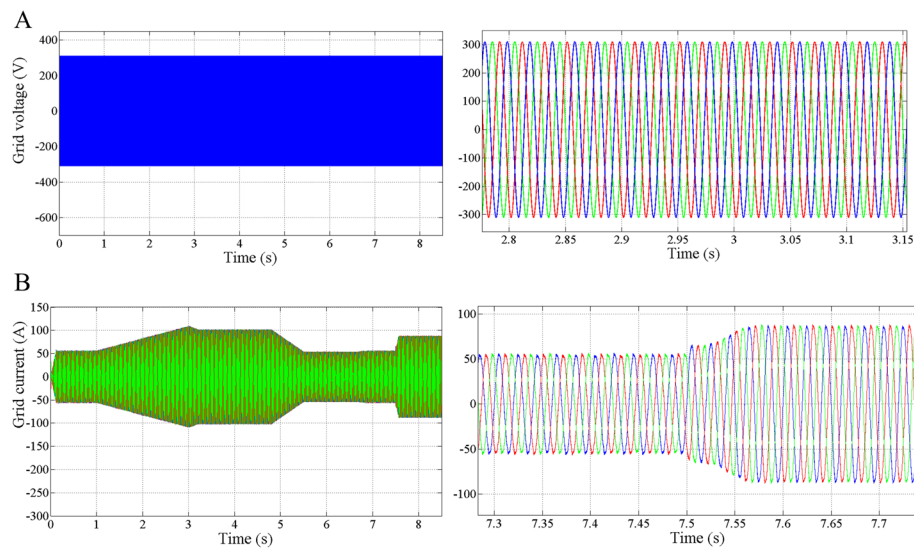 A
Grid voltage (V)
400
200
0
-200
-400
-600
0 1 2 3 4 5 6 7 8
Time (s)
300
200
100
0
-100
-200
-300
2.8 2.85 2.9 2.95 3 3.05 3.1 3.15
Time (s)
B
Grid current (A)
150
100
50
0
-50
-100
-150
-200
-250
-300
0 1 2 3 4 5 6 7 8
Time (s)
100
50
0
-50
-100
7.3 7.35 7.4 7.45 7.5 7.55 7.6 7.65 7.7
Time (s)